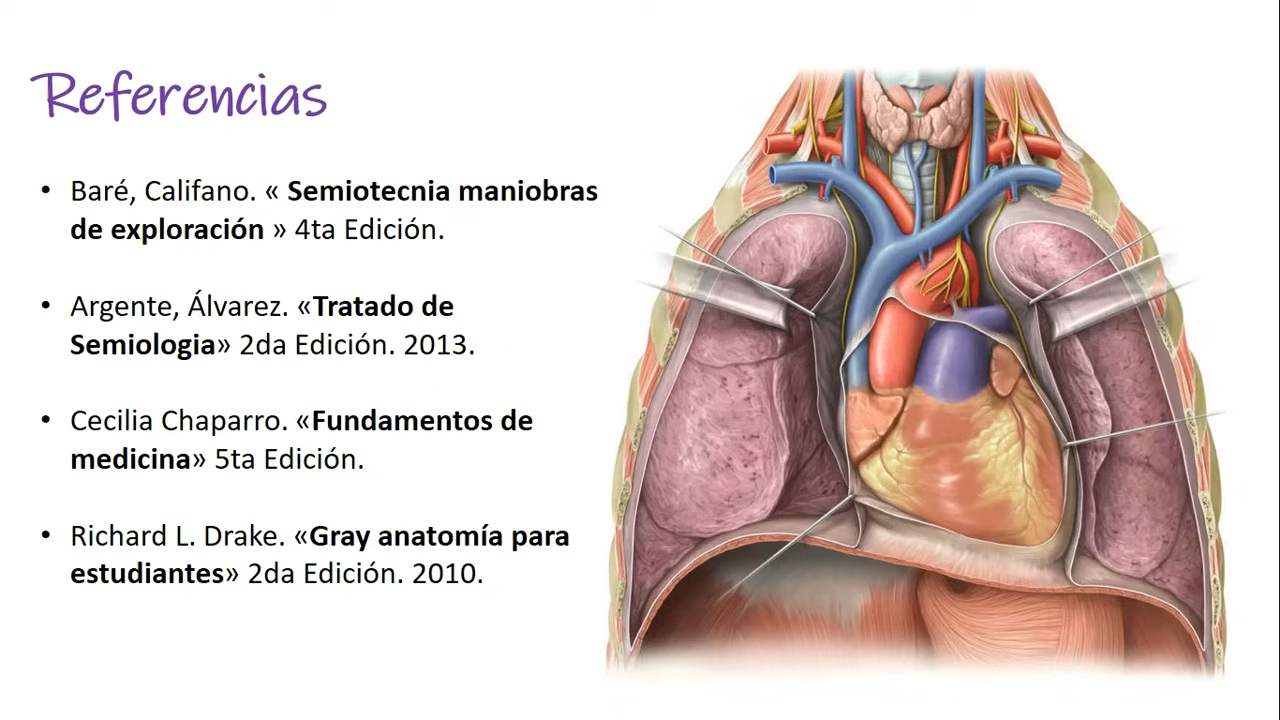 Referencias
• Baré, Califano. « Semiotecnia maniobras
de exploración » 4ta Edición.
• Argente, Álvarez. «Tratado de
Semiologia» 2da Edición. 2013.
• Cecilia Chaparro. «Fundamentos de
medicina» 5ta Edición.
• Richard L. Drake. «Gray anatomía para
estudiantes» 2da Edición. 2010.